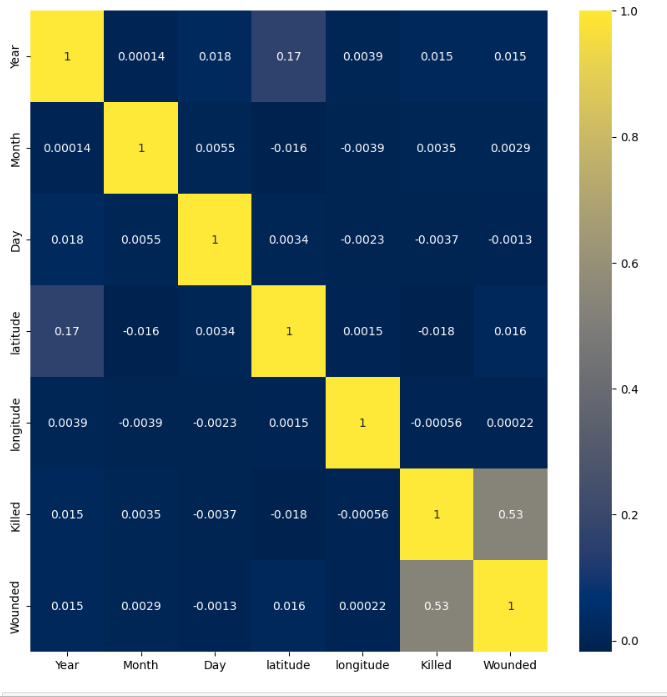 Year 1 0.00014 0.018 0.17 0.0039 0.015 0.015
Month 0.00014 1 0.0055 -0.016 -0.0039 0.0035 0.0029
Day 0.018 0.0055 1 0.0034 -0.0023 -0.0037 -0.0013
latitude 0.17 -0.016 0.0034 1 0.0015 -0.018 0.016
longitude 0.0039 -0.0039 -0.0023 0.0015 1 -0.00056 0.00022
Killed 0.015 0.0035 -0.0037 -0.018 -0.00056 1 0.53
Wounded 0.015 0.0029 -0.0013 0.016 0.00022 0.53 1
Year Month Day latitude longitude Killed Wounded
1.0
0.8
0.6
0.4
0.2
0.0